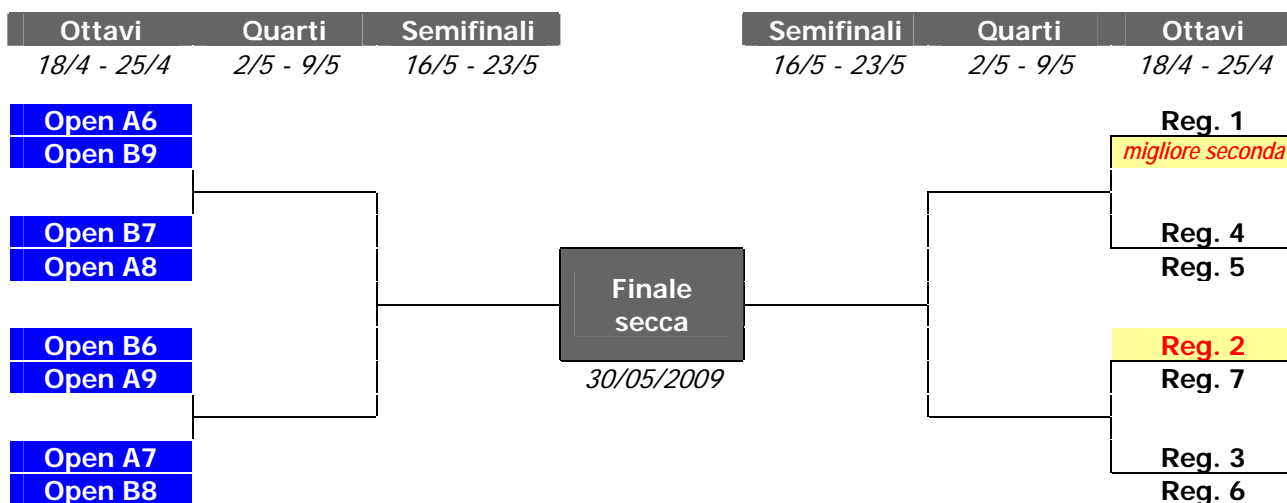 Ottavi Quarti Semifinali Semifinali Quarti Ottavi
18/4 - 25/4 2/5 - 9/5 16/5 - 23/5 16/5 - 23/5 2/5 - 9/5 18/4 - 25/4
Open A6 Reg. 1
Open B9 migliore seconda
Open B7 Reg. 4
Open A8 Reg. 5
Finale
secca
Open B6 Reg. 2
Open A9 30/05/2009 Reg. 7
Open A7 Reg. 3
Open B8 Reg. 6